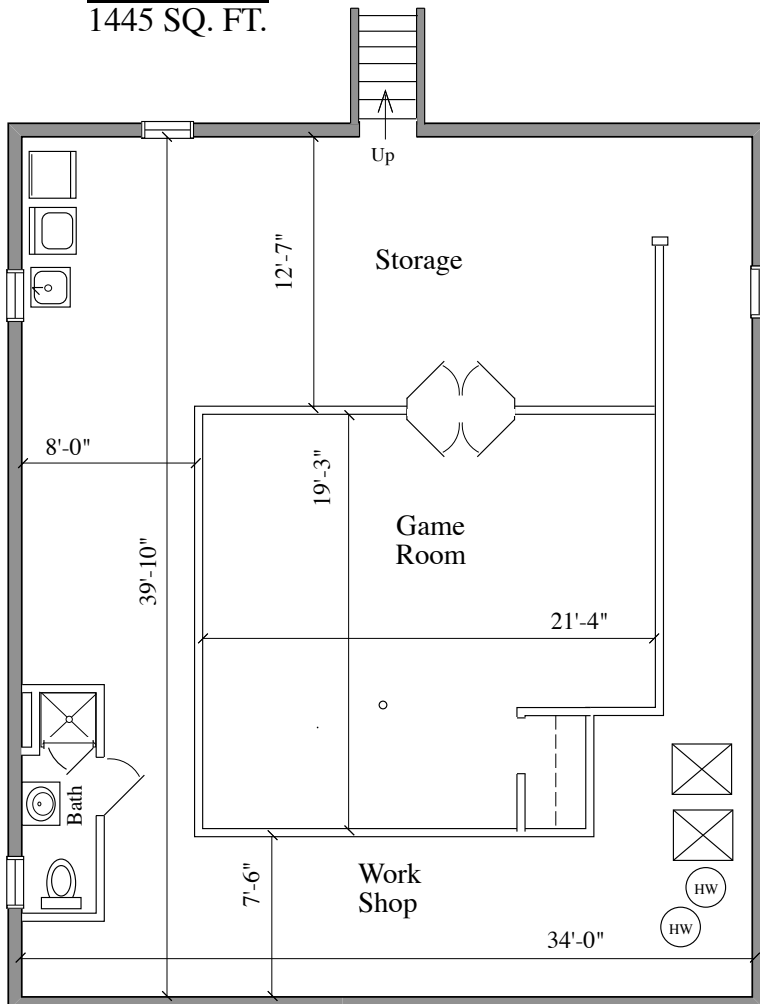 1445 SQ. FT.
Up
12'-7"
Storage
8'-0"
19'-3"
Game
Room
39'-10"
21'-4"
Bath
7'-6"
Work
Shop
HW
HW
34'-0"